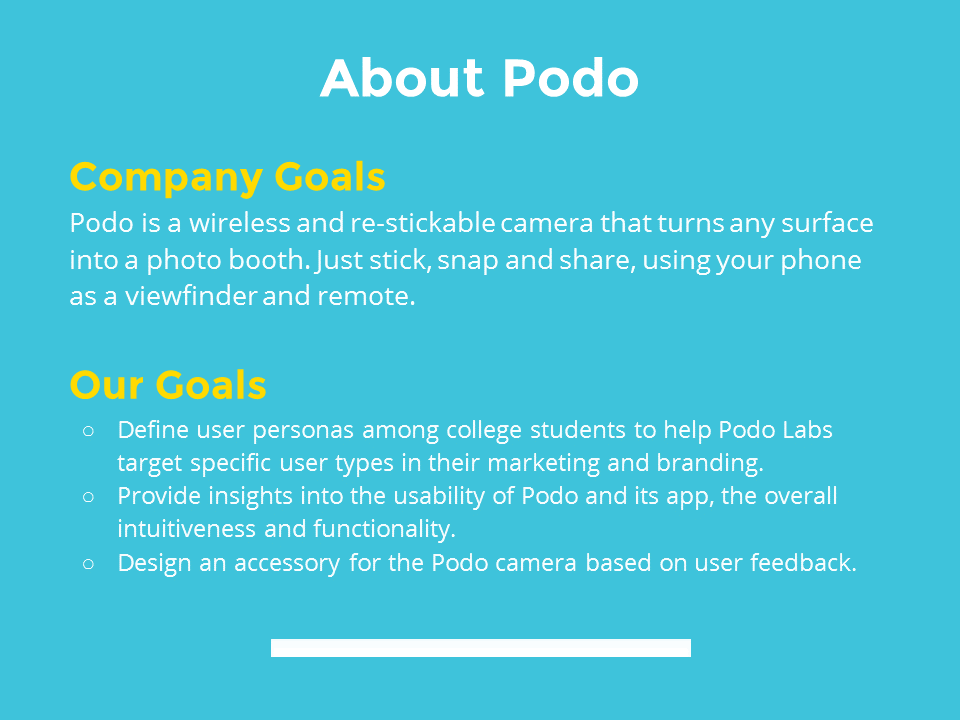 About Podo
Company Goals
Podo is a wireless and re-stickable camera that turns any surface
into a photo booth. Just stick, snap and share, using your phone
as a viewfinder and remote.
Our Goals
○ Define user personas among college students to help Podo Labs
target specific user types in their marketing and branding.
○ Provide insights into the usability of Podo and its app, the overall
intuitiveness and functionality.
○ Design an accessory for the Podo camera based on user feedback.